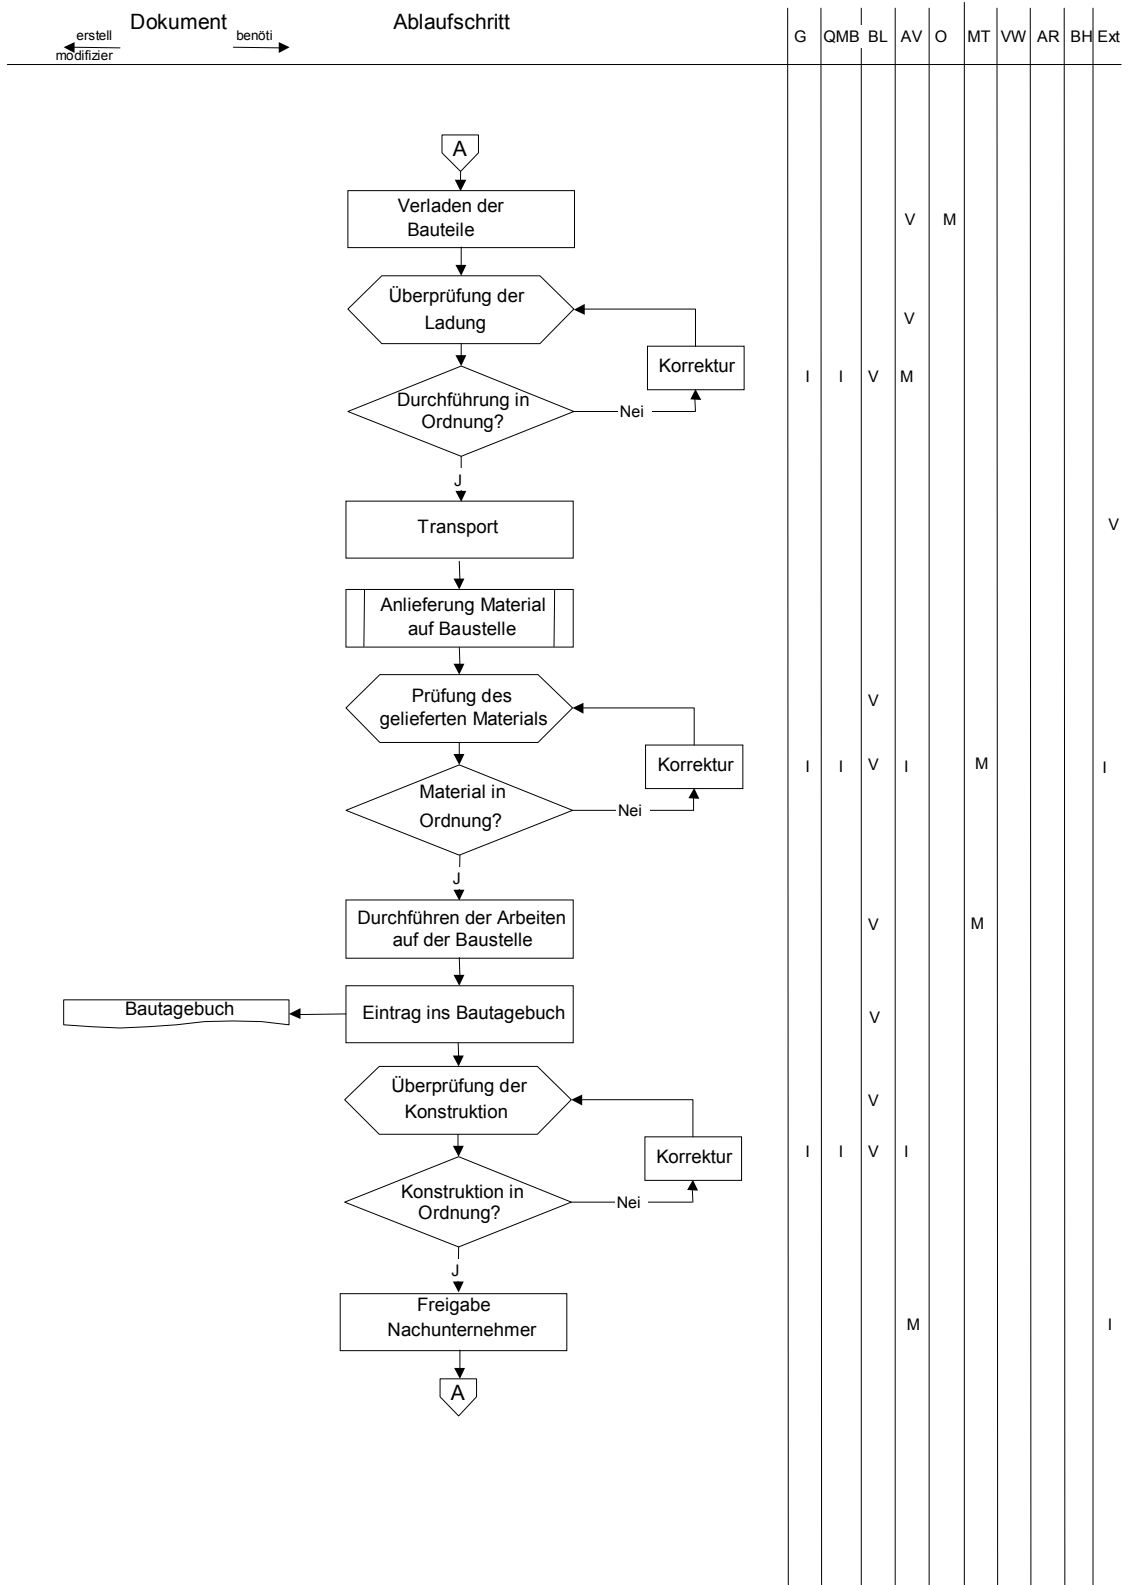 Dokument
Ablaufschritt
erstell
benöti
modifizier
G QMB BL AV O MT VW AR BH Ext
A
Verladen der
Bauteile
V M
Überprüfung der
Ladung
V
Korrektur
I I V M
Durchführung in
Ordnung?
Nei
J
Transport
V
Anlieferung Material
auf Baustelle
Prüfung des
gelieferten Materials
V
Korrektur
I I V I M I
Material in
Ordnung?
Nei
J
Durchführen der Arbeiten
auf der Baustelle
V M
Bautagebuch
Eintrag ins Bautagebuch
V
Überprüfung der
Konstruktion
V
Korrektur
I I V I
Konstruktion in
Ordnung?
Nei
J
Freigabe
Nachunternehmer
M I
A